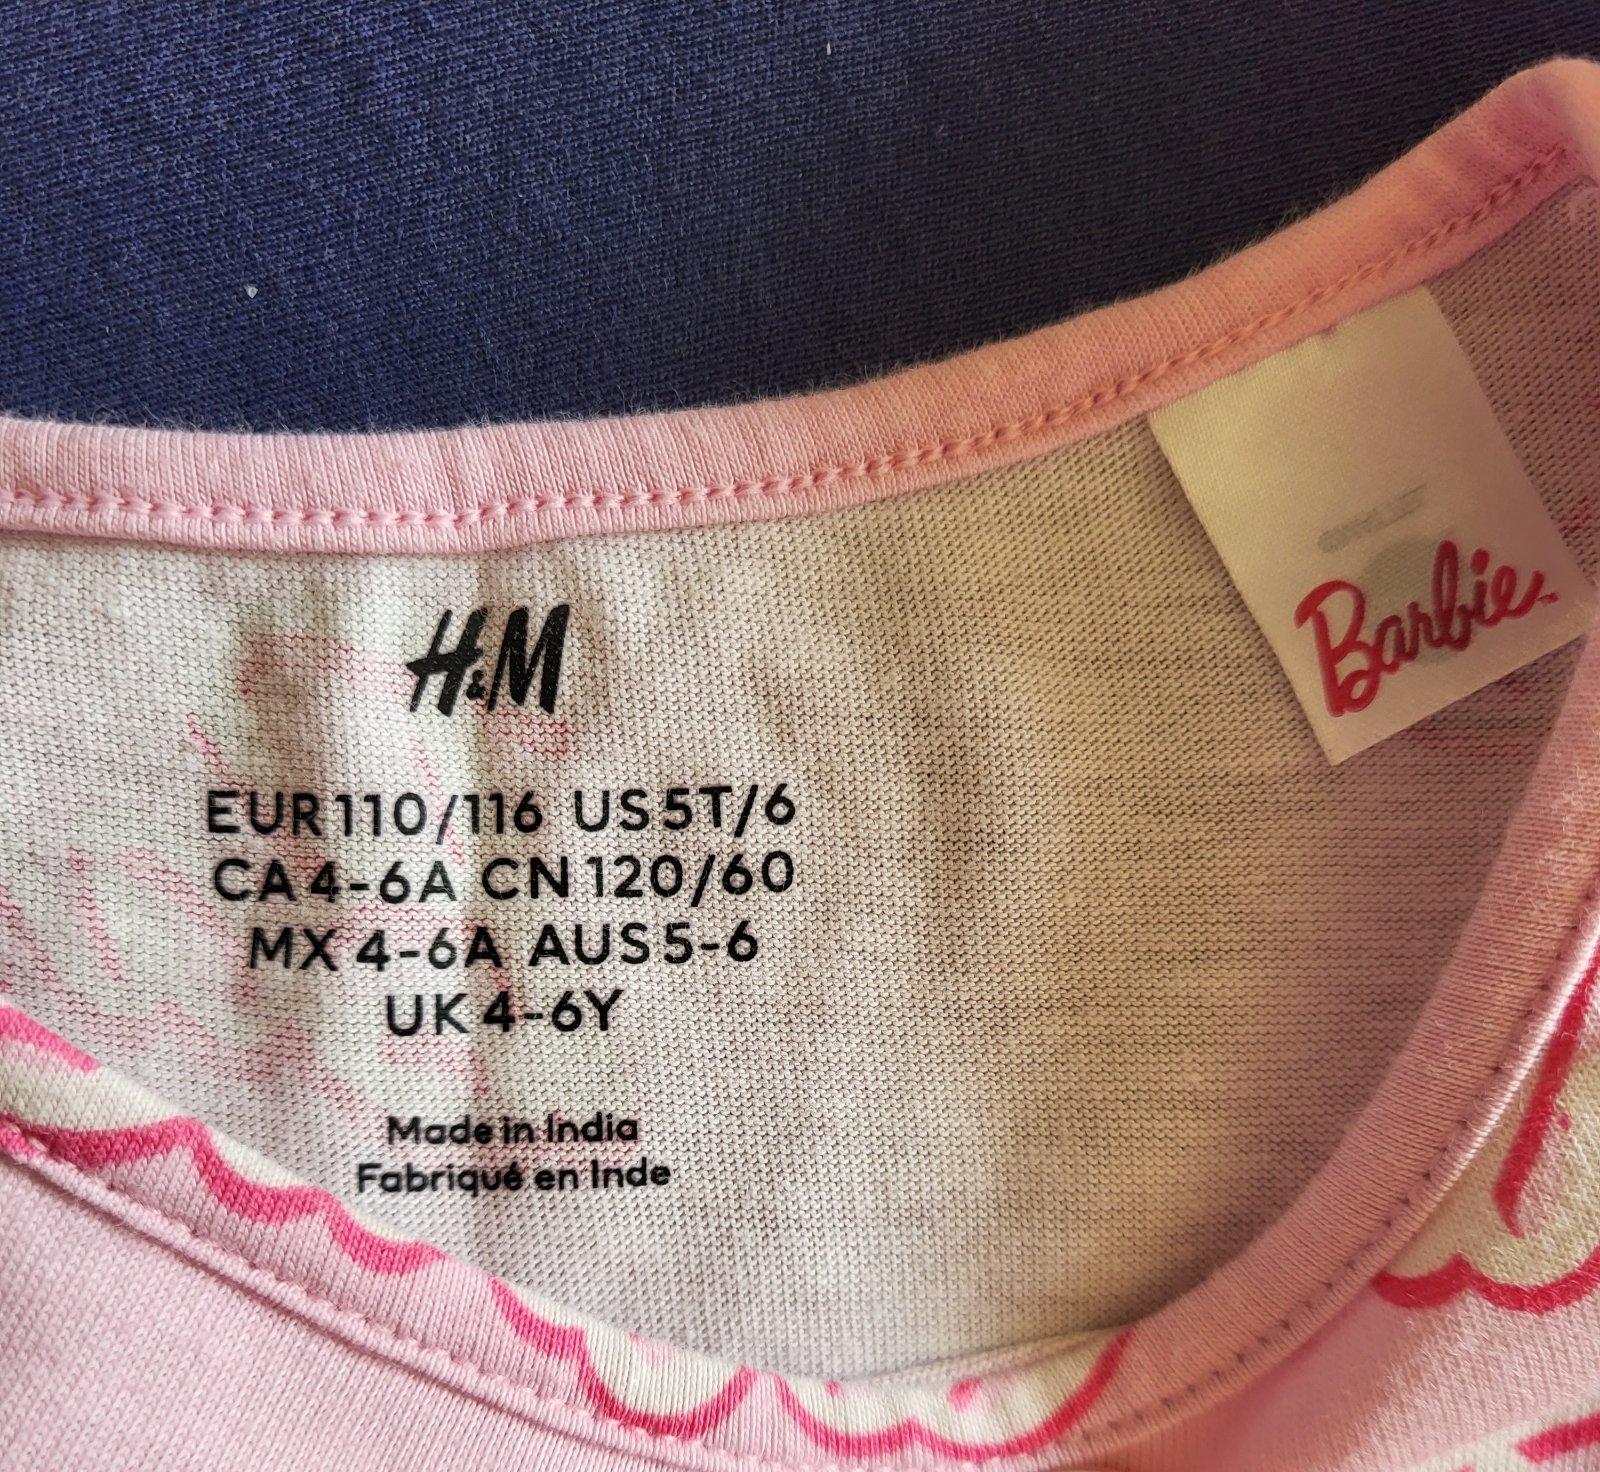 H&M
EUR 110/116 US 5T/6
CA 4-6A CN 120/60
MX 4-6A AUS 5-6
UK 4-6Y
Made in India
Fabriqué en Inde
Barbie™